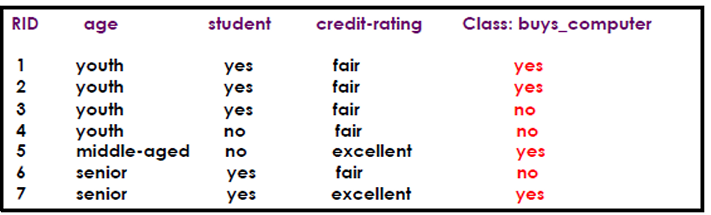 RID age student credit-rating Class: buys_computer
1 youth yes fair yes
2 youth yes fair yes
3 youth yes fair no
4 youth no fair no
5 middle-aged no excellent yes
6 senior yes fair no
7 senior yes excellent yes